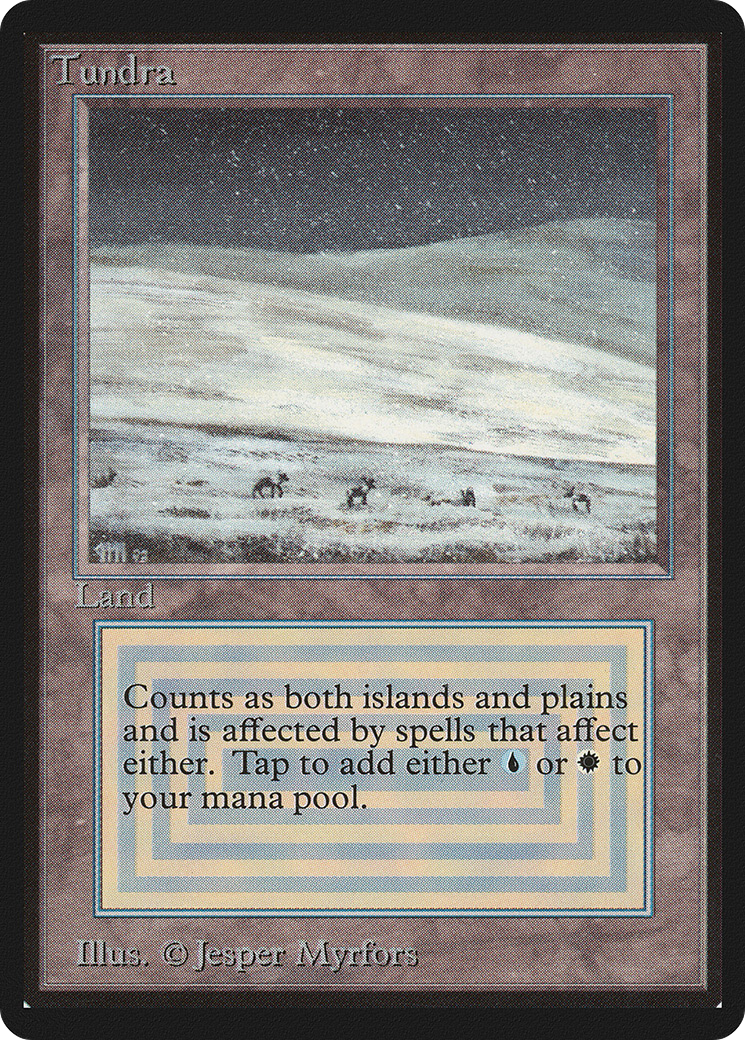 Tundra
Land
Counts as both islands and plains
and is affected by spells that affect
either. Tap to add either or to
your mana pool.
Illus. © Jesper Myrfors